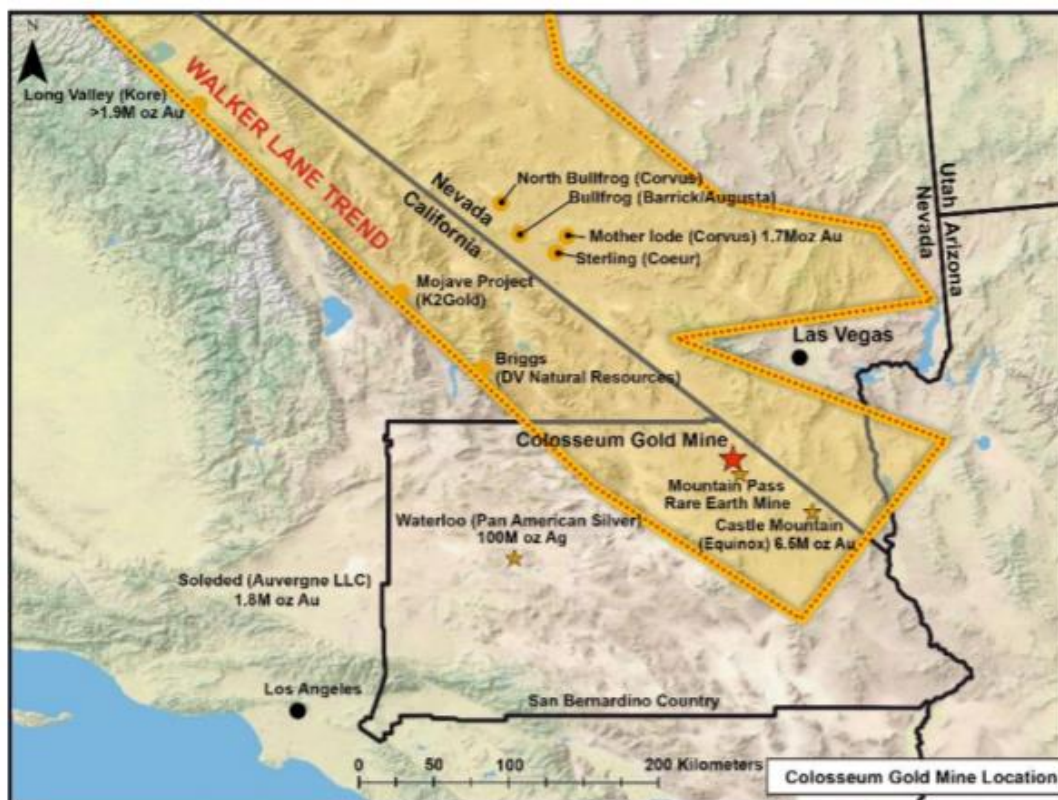 N
Long Valley (Kore)
>1.9M oz Au
WALKER LANE TREND
Nevada
California
North Bullfrog (Corvus)
Bullfrog (Barrick/Augusta)
Mother lode (Corvus) 1.7Moz Au
Sterling (Coeur)
Utah
Nevada
Arizona
Mojave Project
(K2Gold)
Las Vegas
Briggs
(DV Natural Resources)
Colosseum Gold Mine
Mountain Pass
Rare Earth Mine
Castle Mountain
(Equinox) 6.5M oz Au
Waterloo (Pan American Silver)
100M oz Ag
Soleded (Auvergne LLC)
1.8M oz Au
Los Angeles
San Bernardino Country
0 50 100 200 Kilometers
Colosseum Gold Mine Location